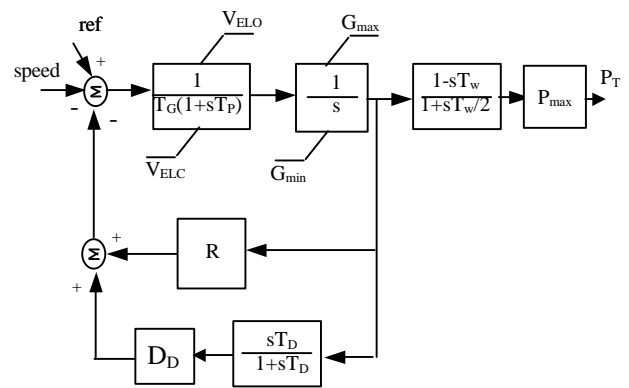 ref
V_ELO
G_max
speed
+
Σ
-
-
1
T_G(1+sT_P)
1
s
1-sT_w
1+sT_w/2
P_max
P_T
V_ELC
G_min
Σ
+
+
R
D_D
sT_D
1+sT_D